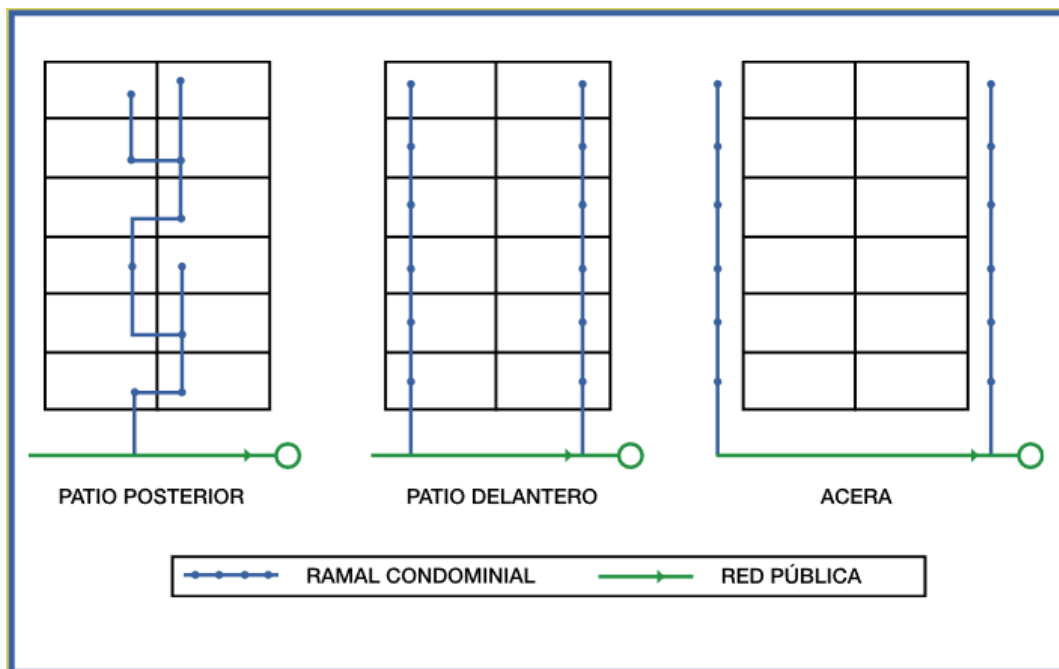 PATIO POSTERIOR
PATIO DELANTERO
ACERA
RAMAL CONDOMINIAL
RED PÚBLICA